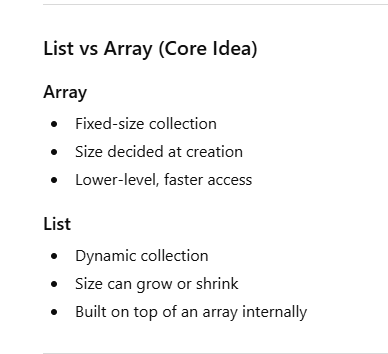 List vs Array (Core Idea)
Array
• Fixed-size collection
• Size decided at creation
• Lower-level, faster access
List
• Dynamic collection
• Size can grow or shrink
• Built on top of an array internally